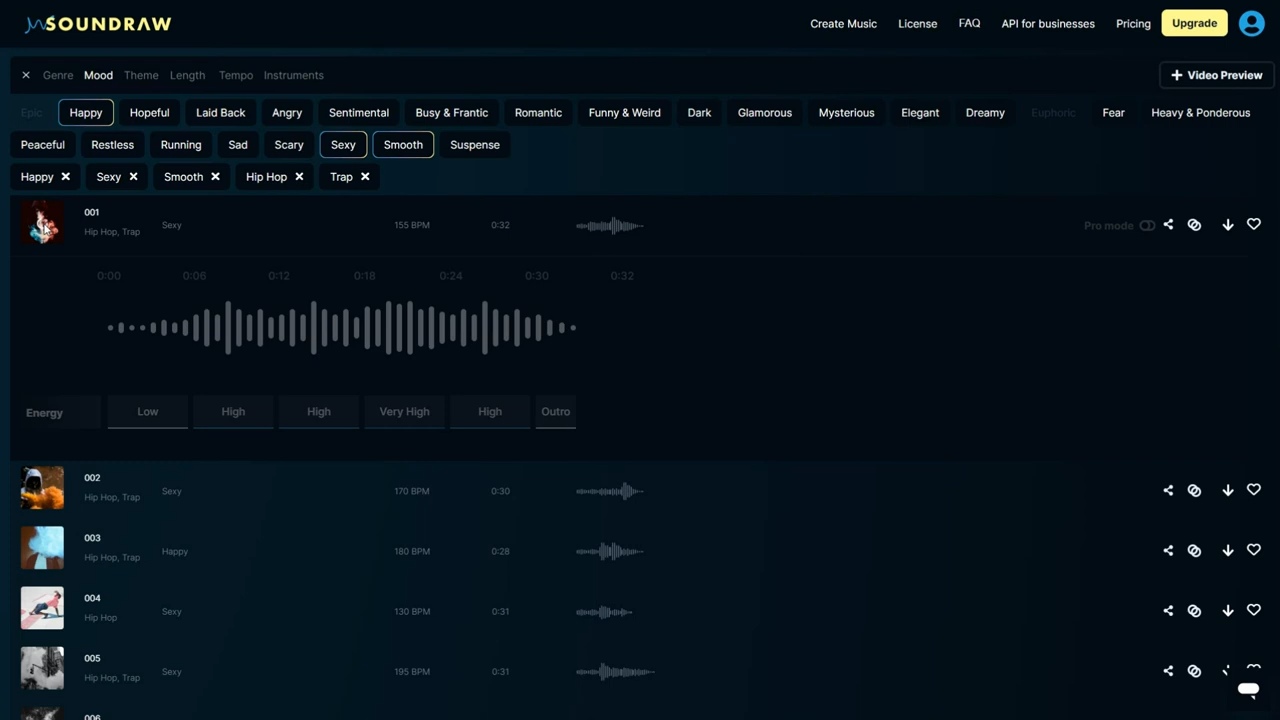 SOUNDRAW
Create Music License FAQ API for businesses Pricing Upgrade
× Genre Mood Theme Length Tempo Instruments + Video Preview
Epic Happy Hopeful Laid Back Angry Sentimental Busy & Frantic Romantic Funny & Weird Dark Glamorous Mysterious Elegant Dreamy Euphoric Fear Heavy & Ponderous
Peaceful Restless Running Sad Scary Sexy Smooth Suspense
Happy × Sexy × Smooth × Hip Hop × Trap ×
001
Hip Hop, Trap Sexy 155 BPM 0:32 Pro mode
0:00 0:06 0:12 0:18 0:24 0:30 0:32
Energy Low High High Very High High Outro
002
Hip Hop, Trap Sexy 170 BPM 0:30
003
Hip Hop, Trap Happy 180 BPM 0:28
004
Hip Hop Sexy 130 BPM 0:31
005
Hip Hop, Trap Sexy 195 BPM 0:31
006